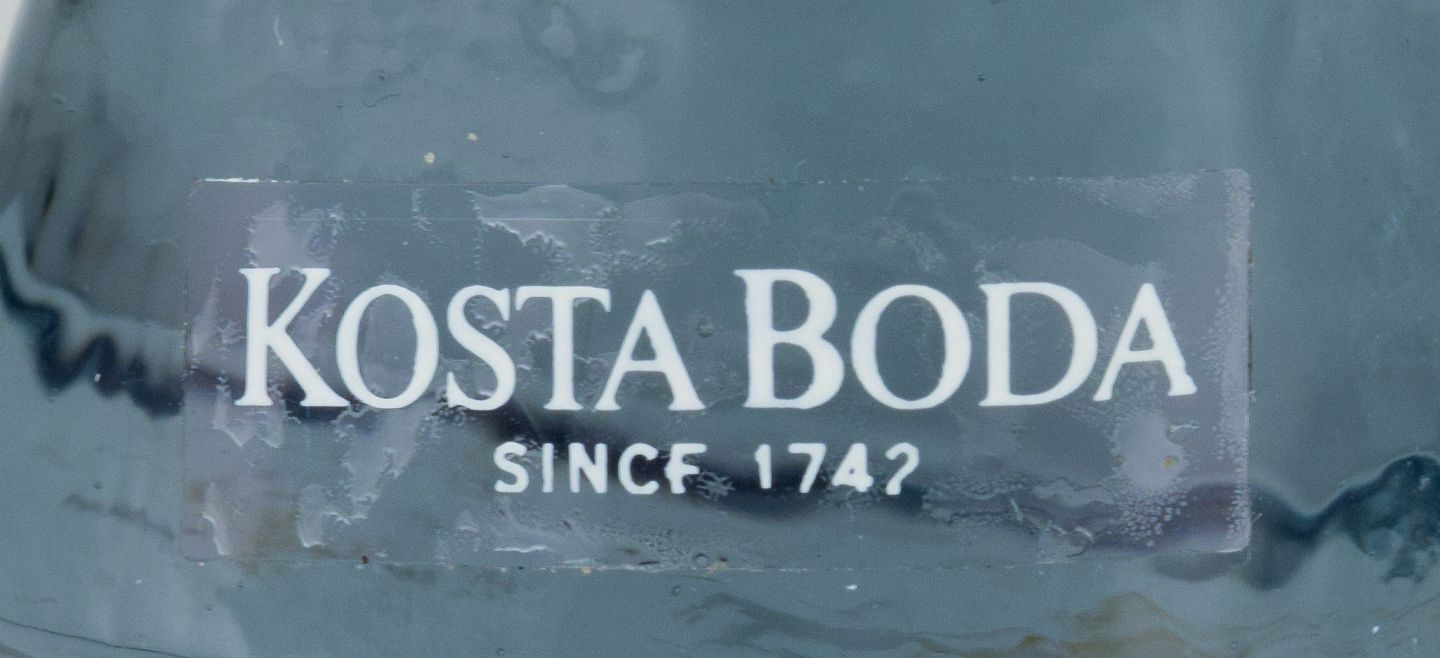 KOSTA BODA
SINCE 1742